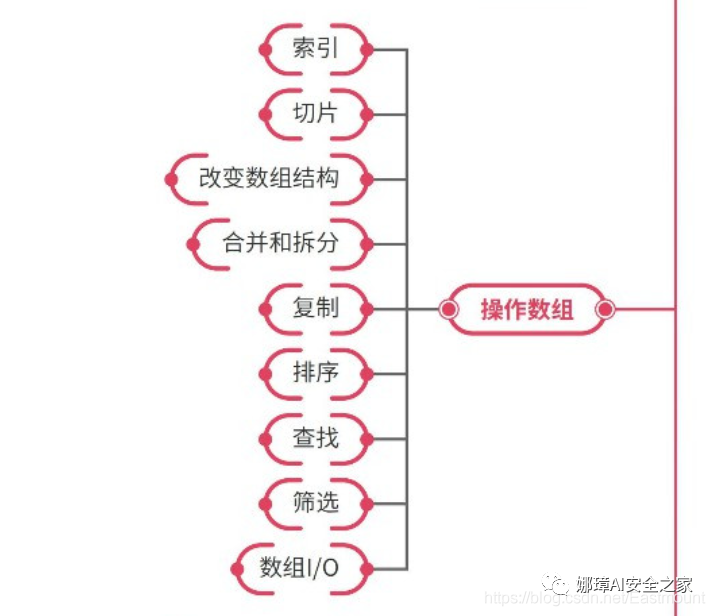 索引
切片
改变数组结构
合并和拆分
复制
操作数组
排序
查找
筛选
数组I/O
娜璋AI安全之家
https://blog.csdn.net/Eastmount